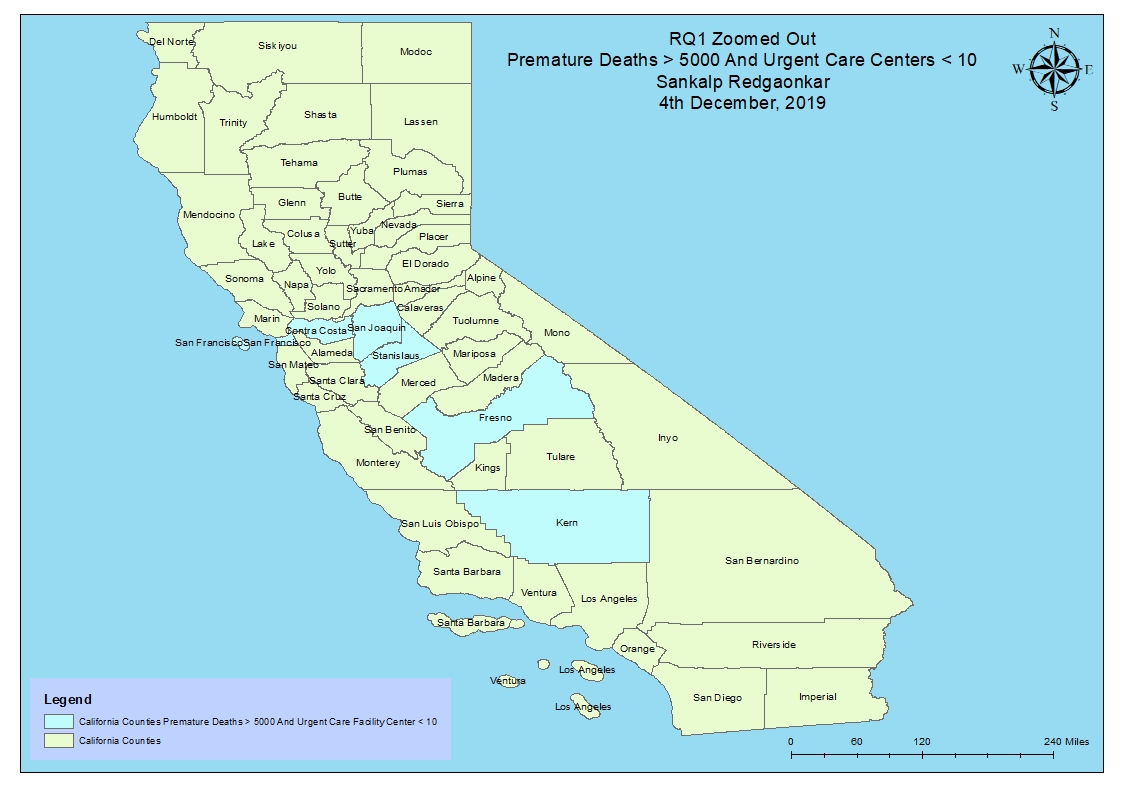 RQ1 Zoomed Out
Premature Deaths > 5000 And Urgent Care Centers < 10
Sankalp Redgaonkar
4th December, 2019
N
W
E
S
Del Norte
Siskiyou
Modoc
Humboldt
Trinity
Shasta
Lassen
Tehama
Plumas
Glenn
Butte
Sierra
Mendocino
Colusa
Yuba
Nevada
Lake
Sutter
Placer
Sonoma
Napa
Yolo
El Dorado
Alpine
Sacramento
Amador
Solano
Calaveras
Marin
Contra Costa
San Joaquin
Tuolumne
Mono
San Francisco
San Francisco
Alameda
Stanislaus
Mariposa
San Mateo
Santa Clara
Merced
Madera
Santa Cruz
San Benito
Fresno
Inyo
Monterey
Kings
Tulare
San Luis Obispo
Kern
San Bernardino
Santa Barbara
Ventura
Los Angeles
Santa Barbara
Orange
Riverside
Ventura
Los Angeles
Los Angeles
San Diego
Imperial
Legend
California Counties Premature Deaths > 5000 And Urgent Care Facility Center < 10
California Counties
0 60 120 240 Miles